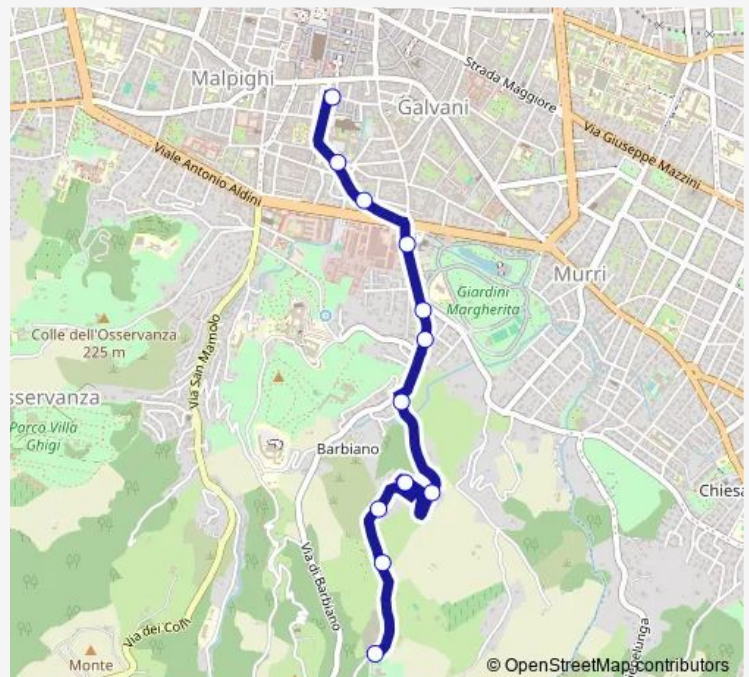 Malpighi
Strada Maggiore
Galvani
Via Giuseppe Mazzini
Viale Antonio Aldini
Murri
Giardini
Margherita
Colle dell'Osservanza
225 m
Via San Mamolo
sservanza
Parco Villa
Ghigi
Barbiano
Chiesa
Via di Barbiano
Via dei Colli
Monte
© OpenStreetMap contributors